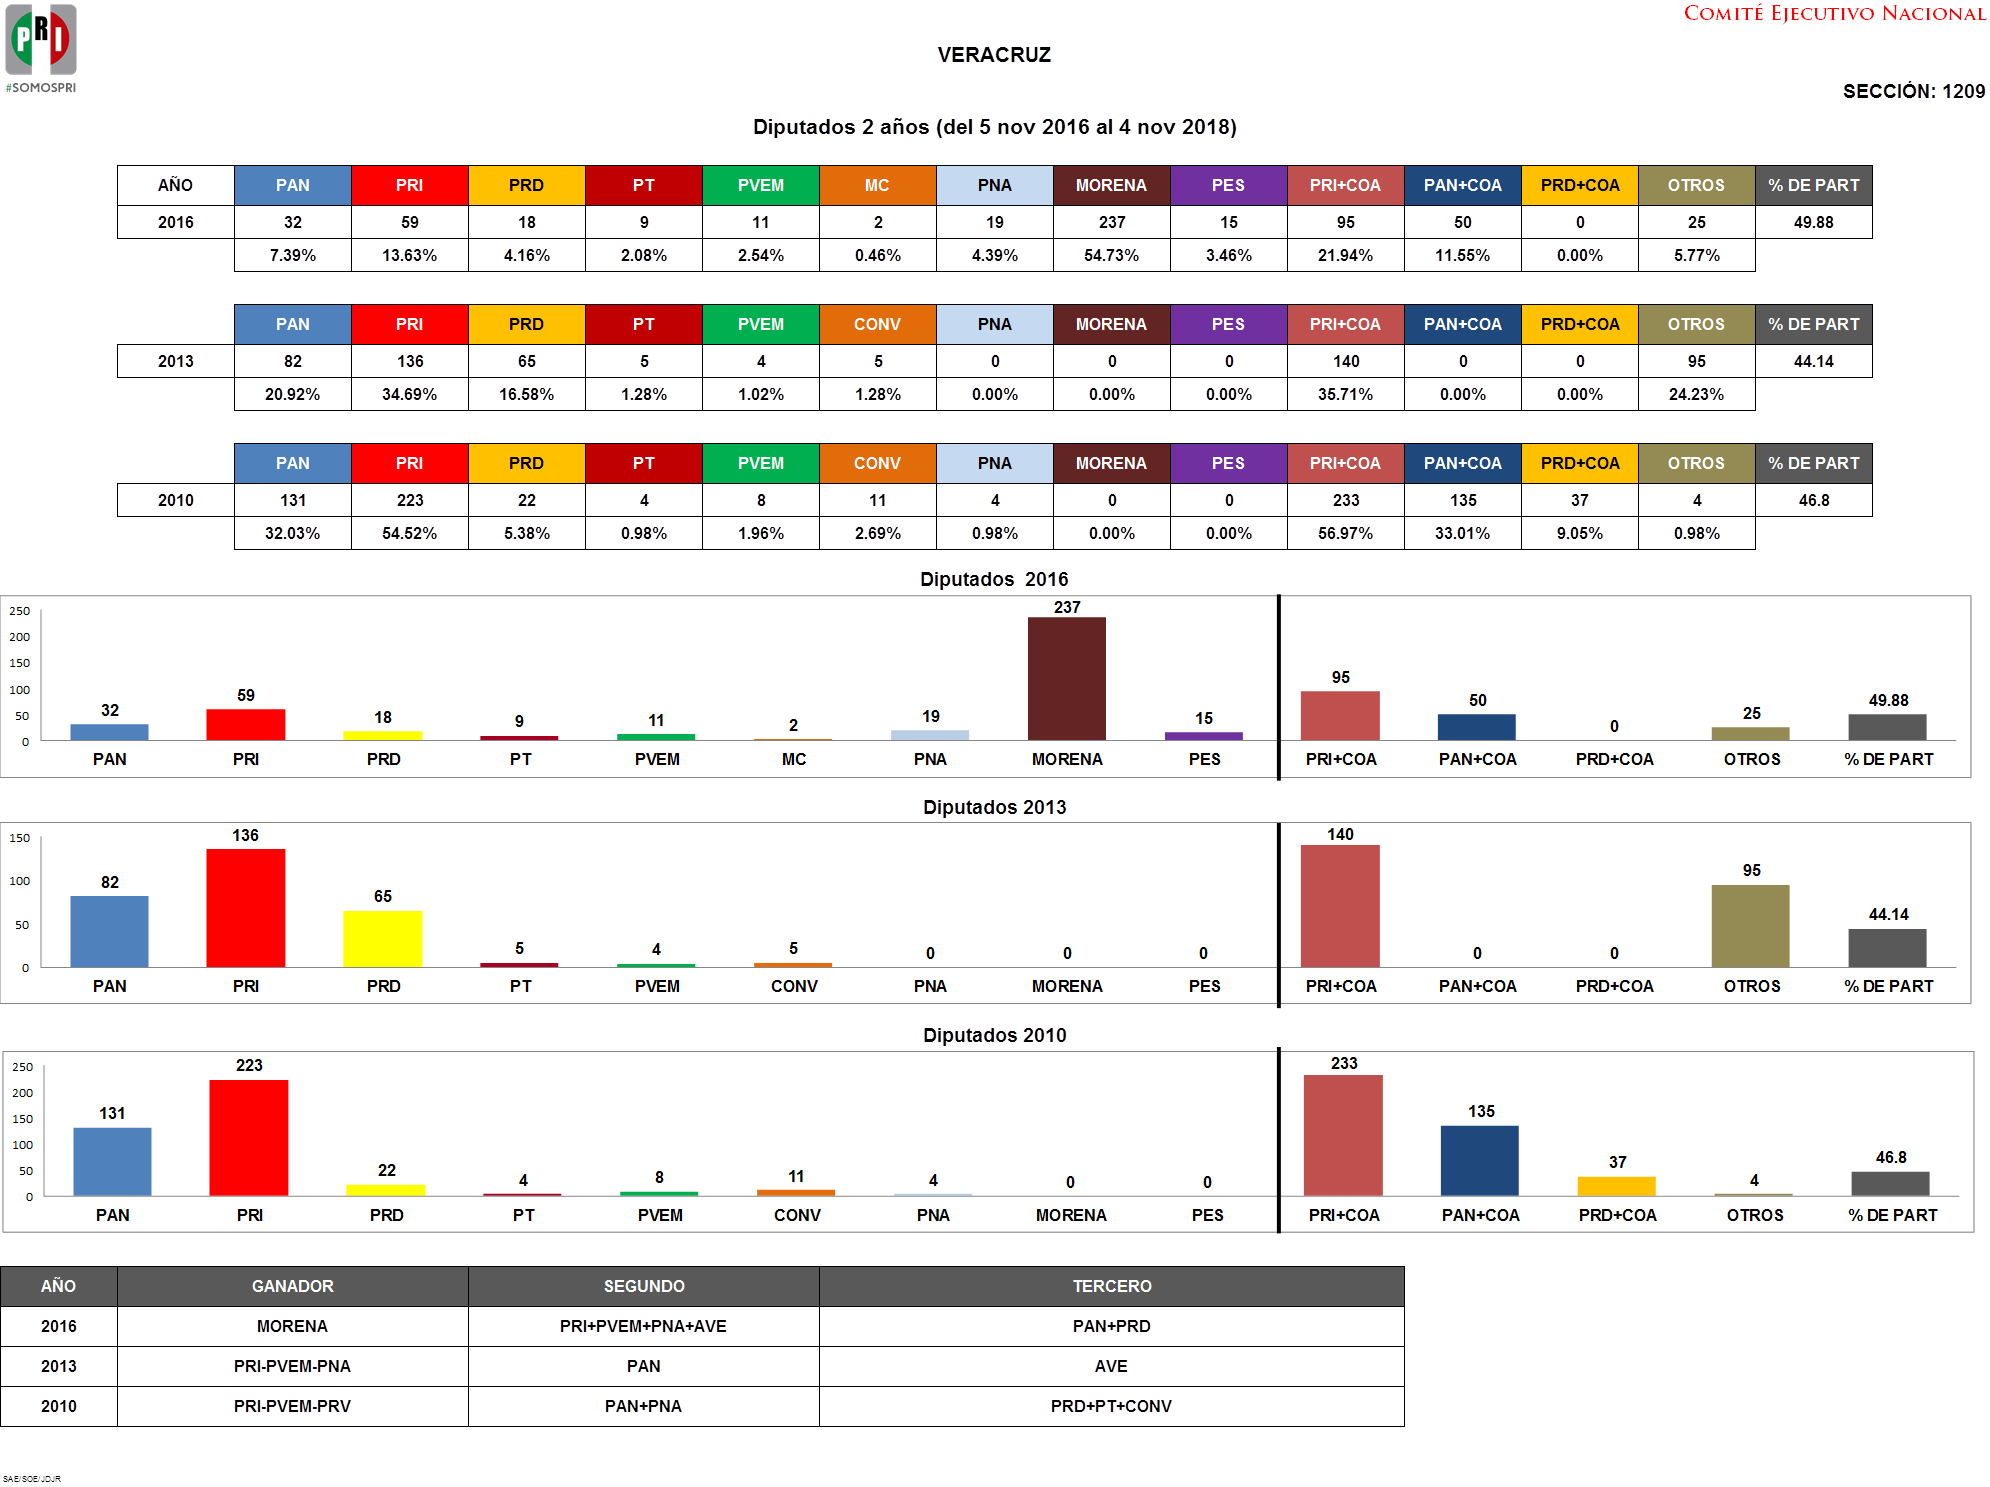 PRI
#SOMOSPRI
COMITÉ EJECUTIVO NACIONAL
VERACRUZ
SECCIÓN: 1209
Diputados 2 años (del 5 nov 2016 al 4 nov 2018)
AÑO PAN PRI PRD PT PVEM MC PNA MORENA PES PRI+COA PAN+COA PRD+COA OTROS % DE PART
2016 32 59 18 9 11 2 19 237 15 95 50 0 25 49.88
7.39% 13.63% 4.16% 2.08% 2.54% 0.46% 4.39% 54.73% 3.46% 21.94% 11.55% 0.00% 5.77%
PAN PRI PRD PT PVEM CONV PNA MORENA PES PRI+COA PAN+COA PRD+COA OTROS % DE PART
2013 82 136 65 5 4 5 0 0 0 140 0 0 95 44.14
20.92% 34.69% 16.58% 1.28% 1.02% 1.28% 0.00% 0.00% 0.00% 35.71% 0.00% 0.00% 24.23%
PAN PRI PRD PT PVEM CONV PNA MORENA PES PRI+COA PAN+COA PRD+COA OTROS % DE PART
2010 131 223 22 4 8 11 4 0 0 233 135 37 4 46.8
32.03% 54.52% 5.38% 0.98% 1.96% 2.69% 0.98% 0.00% 0.00% 56.97% 33.01% 9.05% 0.98%
Diputados 2016
250
200
150
100
50
0
32 59 18 9 11 2 19 237 15 95 50 0 25 49.88
PAN PRI PRD PT PVEM MC PNA MORENA PES PRI+COA PAN+COA PRD+COA OTROS % DE PART
Diputados 2013
150
100
50
0
82 136 65 5 4 5 0 0 0 140 0 0 95 44.14
PAN PRI PRD PT PVEM CONV PNA MORENA PES PRI+COA PAN+COA PRD+COA OTROS % DE PART
Diputados 2010
250
200
150
100
50
0
131 223 22 4 8 11 4 0 0 233 135 37 4 46.8
PAN PRI PRD PT PVEM CONV PNA MORENA PES PRI+COA PAN+COA PRD+COA OTROS % DE PART
AÑO GANADOR SEGUNDO TERCERO
2016 MORENA PRI+PVEM+PNA+AVE PAN+PRD
2013 PRI-PVEM-PNA PAN AVE
2010 PRI-PVEM-PRV PAN+PNA PRD+PT+CONV
SAE/SOE/JDJR